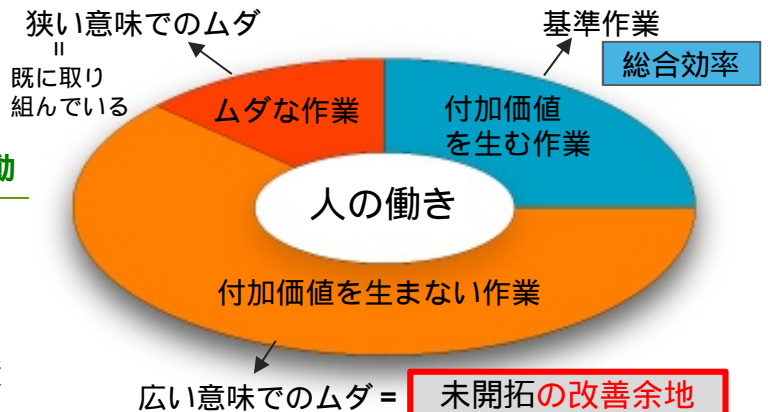 狭い意味でのムダ
=
既に取り
組んでいる
基準作業
総合効率
ムダな作業
付加価値
を生む作業
動
人の働き
付加価値を生まない作業
広い意味でのムダ = 未開拓の改善余地